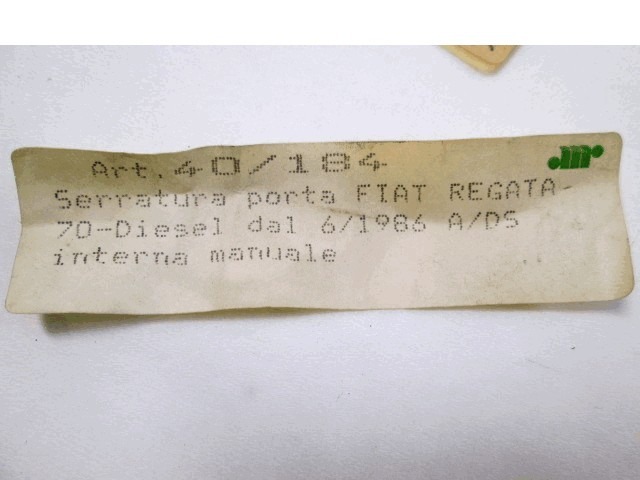 Art. 40/184
Serratura porta FIAT REGATA-
70-Diesel dal 6/1986 A/DS
interna manuale